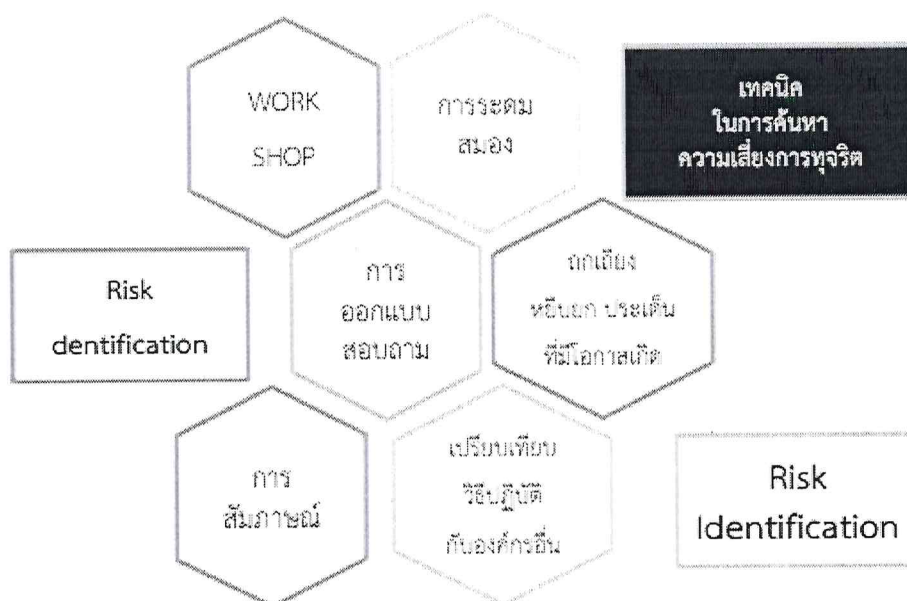 WORK
SHOP
การระดม
สมอง
เทคนิค
ในการค้นหา
ความเสี่ยงการทุจริต
Risk
dentification
การ
ออกแบบ
สอบถาม
ถกเถียง
หยิบยก ประเด็น
ที่มีโอกาสเกิด
การ
สัมภาษณ์
เปรียบเทียบ
วิธีปฏิบัติ
กับองค์กรอื่น
Risk
Identification